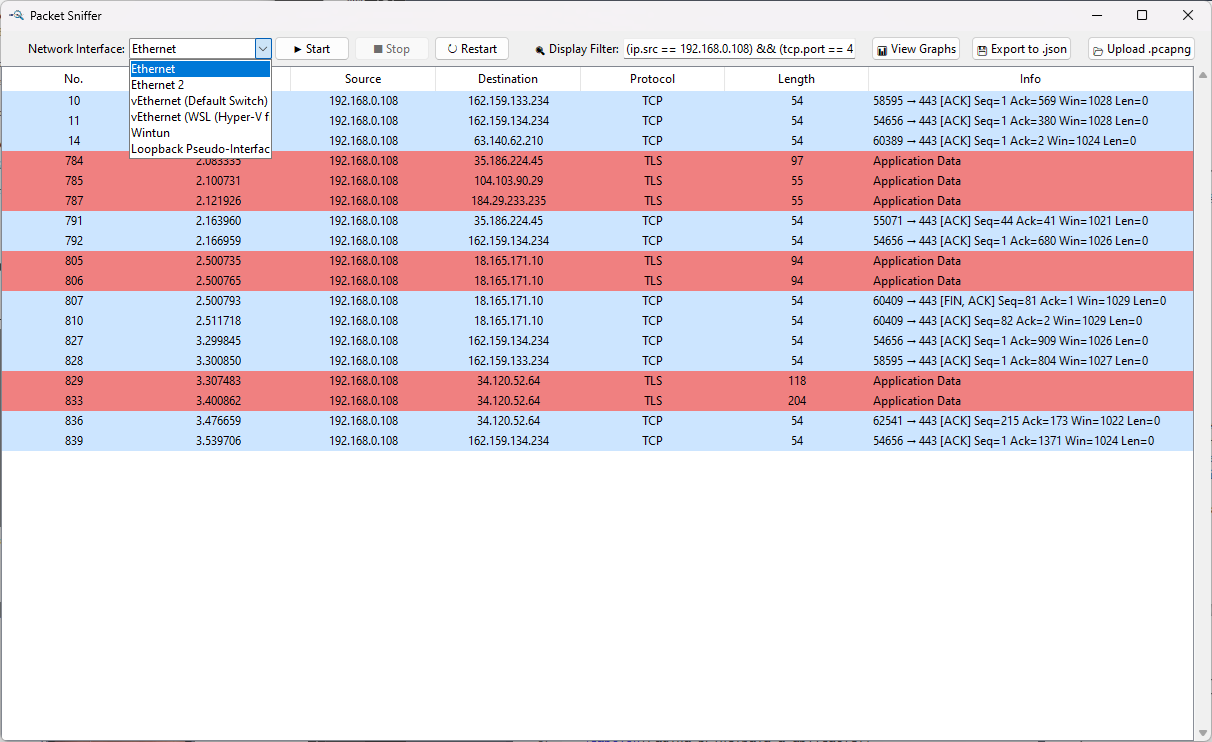 Packet Sniffer
Network Interface: Ethernet Start Stop Restart Display Filter: (ip.src == 192.168.0.108) && (tcp.port == 4 View Graphs Export to .json Upload .pcapng
Ethernet
Ethernet 2
vEthernet (Default Switch)
vEthernet (WSL (Hyper-V f
Wintun
Loopback Pseudo-Interfac
No. Source Destination Protocol Length Info
10 192.168.0.108 162.159.133.234 TCP 54 58595 → 443 [ACK] Seq=1 Ack=569 Win=1028 Len=0
11 192.168.0.108 162.159.134.234 TCP 54 54656 → 443 [ACK] Seq=1 Ack=380 Win=1028 Len=0
14 192.168.0.108 63.140.62.210 TCP 54 60389 → 443 [ACK] Seq=1 Ack=2 Win=1024 Len=0
784 2.083335 192.168.0.108 35.186.224.45 TLS 97 Application Data
785 2.100731 192.168.0.108 104.103.90.29 TLS 55 Application Data
787 2.121926 192.168.0.108 184.29.233.235 TLS 55 Application Data
791 2.163960 192.168.0.108 35.186.224.45 TCP 54 55071 → 443 [ACK] Seq=44 Ack=41 Win=1021 Len=0
792 2.166959 192.168.0.108 162.159.134.234 TCP 54 54656 → 443 [ACK] Seq=1 Ack=680 Win=1026 Len=0
805 2.500735 192.168.0.108 18.165.171.10 TLS 94 Application Data
806 2.500765 192.168.0.108 18.165.171.10 TLS 94 Application Data
807 2.500793 192.168.0.108 18.165.171.10 TCP 54 60409 → 443 [FIN, ACK] Seq=81 Ack=1 Win=1029 Len=0
810 2.511718 192.168.0.108 18.165.171.10 TCP 54 60409 → 443 [ACK] Seq=82 Ack=2 Win=1029 Len=0
827 3.299845 192.168.0.108 162.159.134.234 TCP 54 54656 → 443 [ACK] Seq=1 Ack=909 Win=1026 Len=0
828 3.300850 192.168.0.108 162.159.133.234 TCP 54 58595 → 443 [ACK] Seq=1 Ack=804 Win=1027 Len=0
829 3.307483 192.168.0.108 34.120.52.64 TLS 118 Application Data
833 3.400862 192.168.0.108 34.120.52.64 TLS 204 Application Data
836 3.476659 192.168.0.108 34.120.52.64 TCP 54 62541 → 443 [ACK] Seq=215 Ack=173 Win=1022 Len=0
839 3.539706 192.168.0.108 162.159.134.234 TCP 54 54656 → 443 [ACK] Seq=1 Ack=1371 Win=1024 Len=0